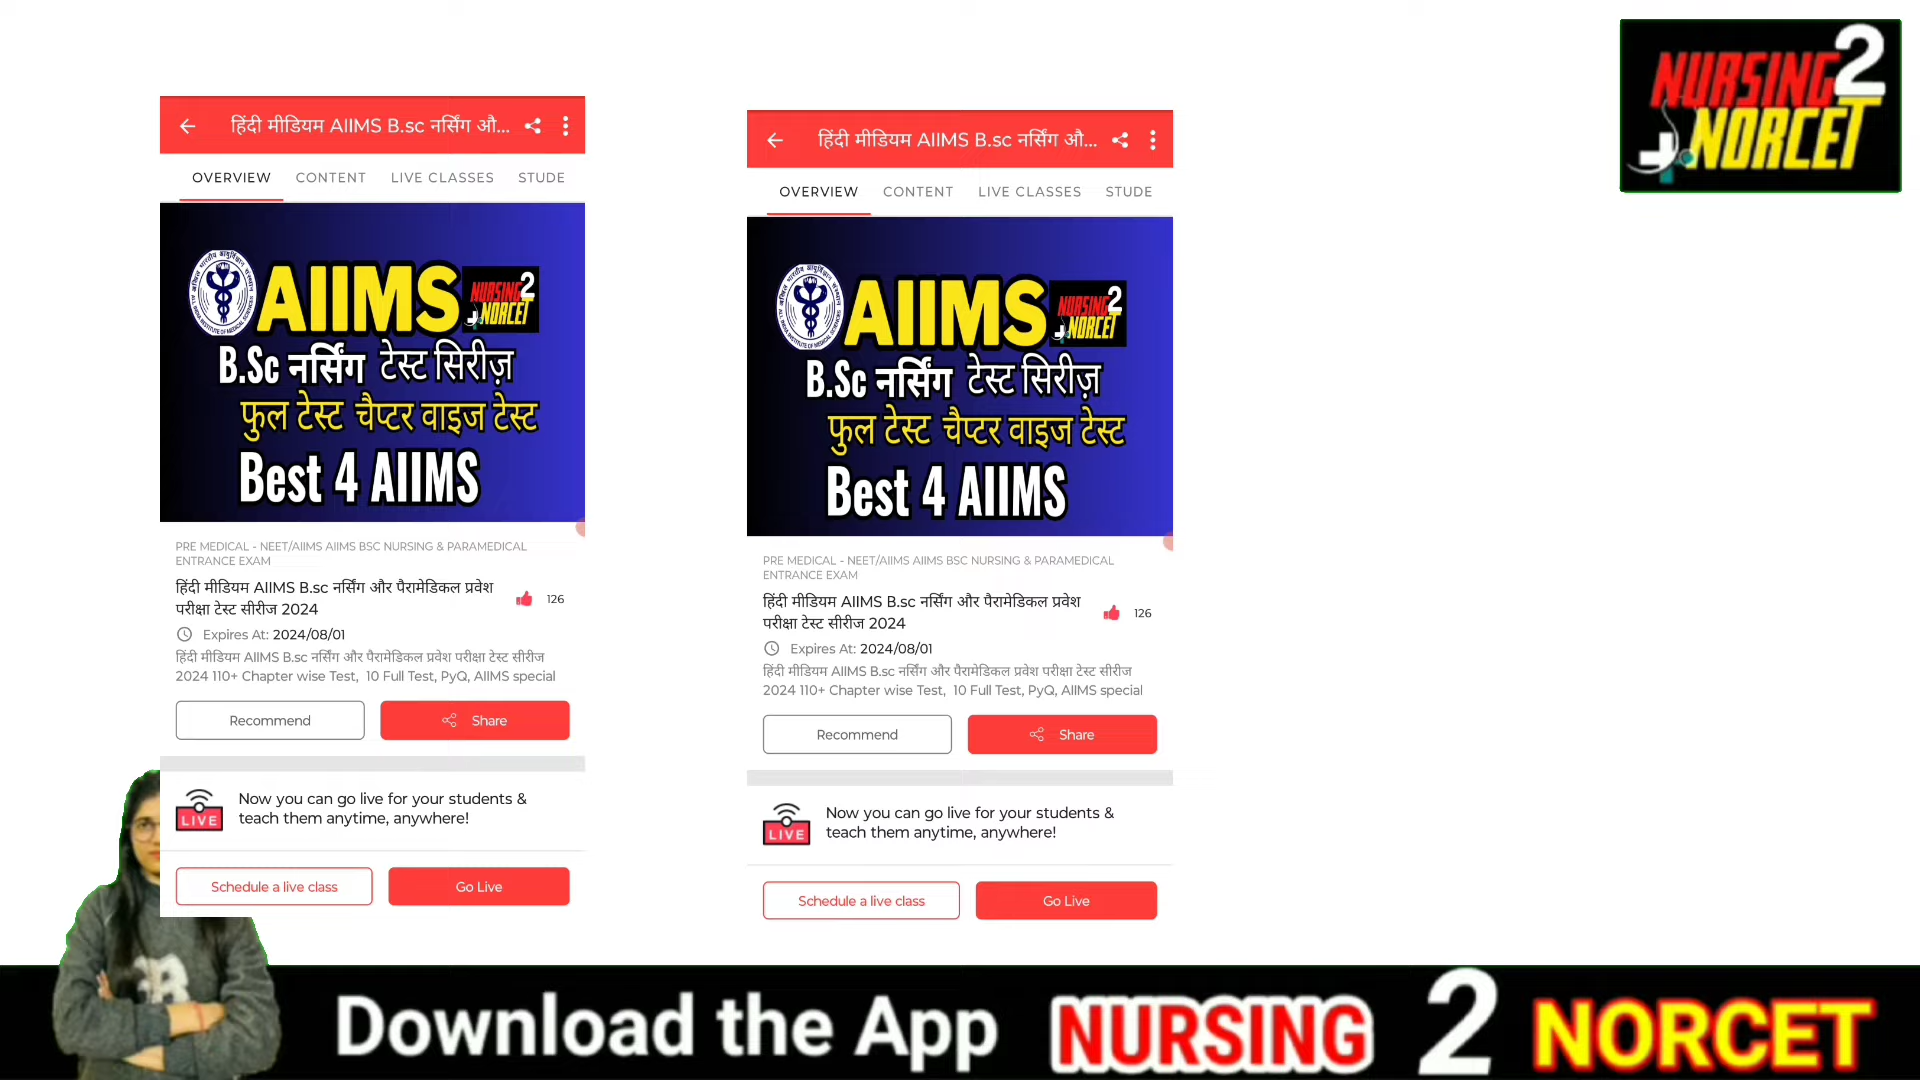 NURSING 2
NORCET
हिंदी मीडियम AIIMS B.sc नर्सिंग औ...
OVERVIEW CONTENT LIVE CLASSES STUDE
AIIMS NURSING 2 NORCET
B.Sc नर्सिंग टेस्ट सिरीज़
फुल टेस्ट चैप्टर वाइज टेस्ट
Best 4 AIIMS
PRE MEDICAL - NEET/AIIMS AIIMS BSC NURSING & PARAMEDICAL
ENTRANCE EXAM
हिंदी मीडियम AIIMS B.sc नर्सिंग और पैरामेडिकल प्रवेश
परीक्षा टेस्ट सीरीज 2024
126
Expires At: 2024/08/01
हिंदी मीडियम AIIMS B.sc नर्सिंग और पैरामेडिकल प्रवेश परीक्षा टेस्ट सीरीज
2024 110+ Chapter wise Test, 10 Full Test, PyQ, AIIMS special
Recommend Share
LIVE
Now you can go live for your students &
teach them anytime, anywhere!
Schedule a live class Go Live
हिंदी मीडियम AIIMS B.sc नर्सिंग औ...
OVERVIEW CONTENT LIVE CLASSES STUDE
AIIMS NURSING 2 NORCET
B.Sc नर्सिंग टेस्ट सिरीज़
फुल टेस्ट चैप्टर वाइज टेस्ट
Best 4 AIIMS
PRE MEDICAL - NEET/AIIMS AIIMS BSC NURSING & PARAMEDICAL
ENTRANCE EXAM
हिंदी मीडियम AIIMS B.sc नर्सिंग और पैरामेडिकल प्रवेश
परीक्षा टेस्ट सीरीज 2024
126
Expires At: 2024/08/01
हिंदी मीडियम AIIMS B.sc नर्सिंग और पैरामेडिकल प्रवेश परीक्षा टेस्ट सीरीज
2024 110+ Chapter wise Test, 10 Full Test, PyQ, AIIMS special
Recommend Share
LIVE
Now you can go live for your students &
teach them anytime, anywhere!
Schedule a live class Go Live
Download the App NURSING 2 NORCET